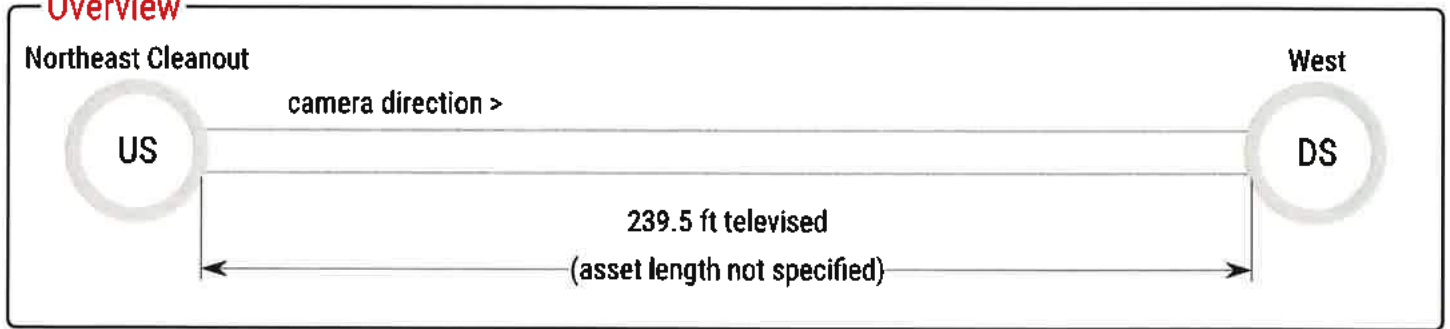 Overview
Northeast Cleanout
West
camera direction >
US
DS
239.5 ft televised
(asset length not specified)